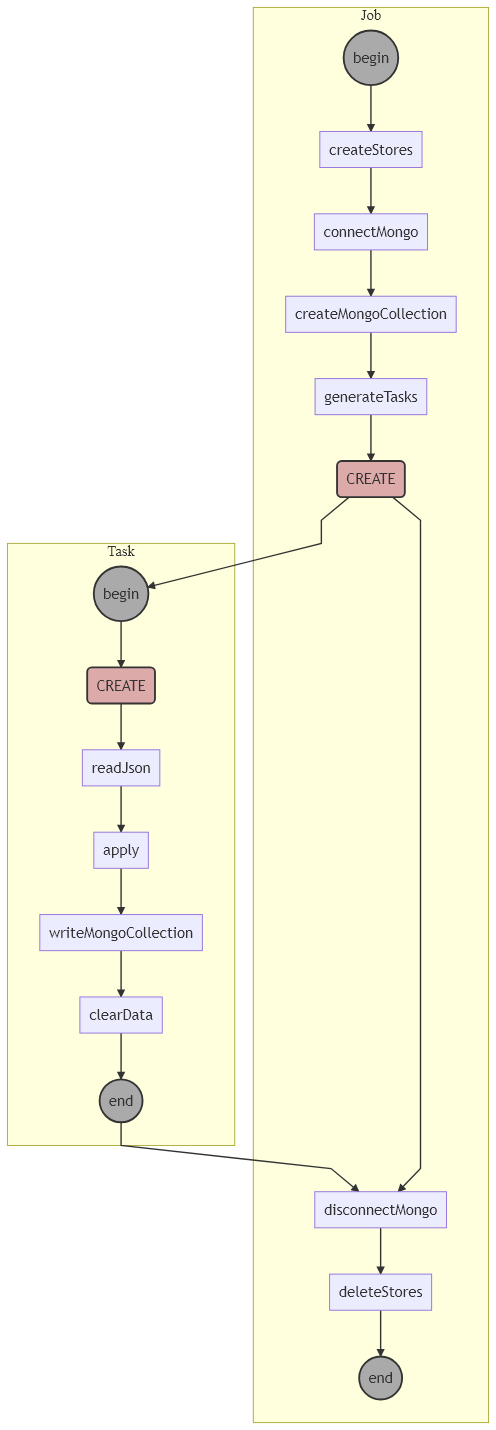 Job
begin
createStores
connectMongo
createMongoCollection
generateTasks
CREATE
Task
begin
CREATE
readJson
apply
writeMongoCollection
clearData
end
disconnectMongo
deleteStores
end